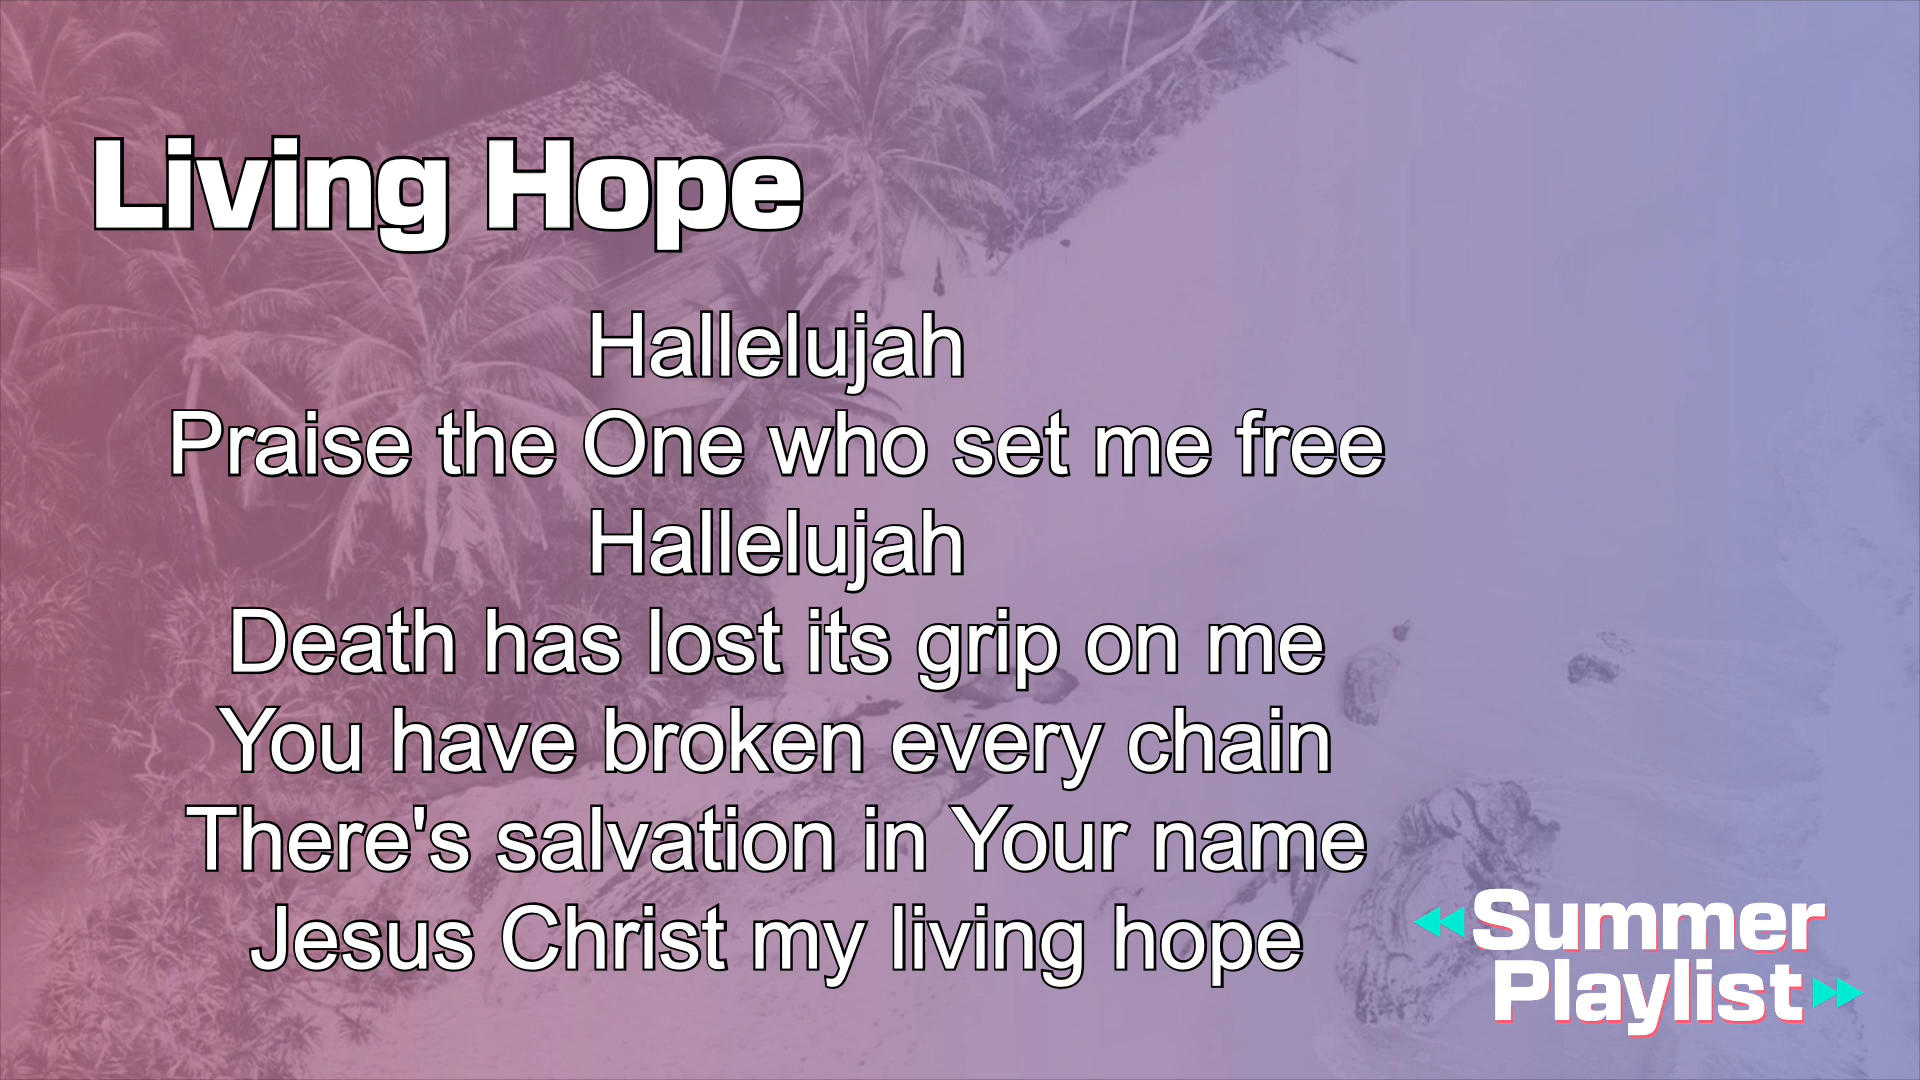 Living Hope
Hallelujah
Praise the One who set me free
Hallelujah
Death has lost its grip on me
You have broken every chain
There's salvation in Your name
Jesus Christ my living hope
Summer
Playlist